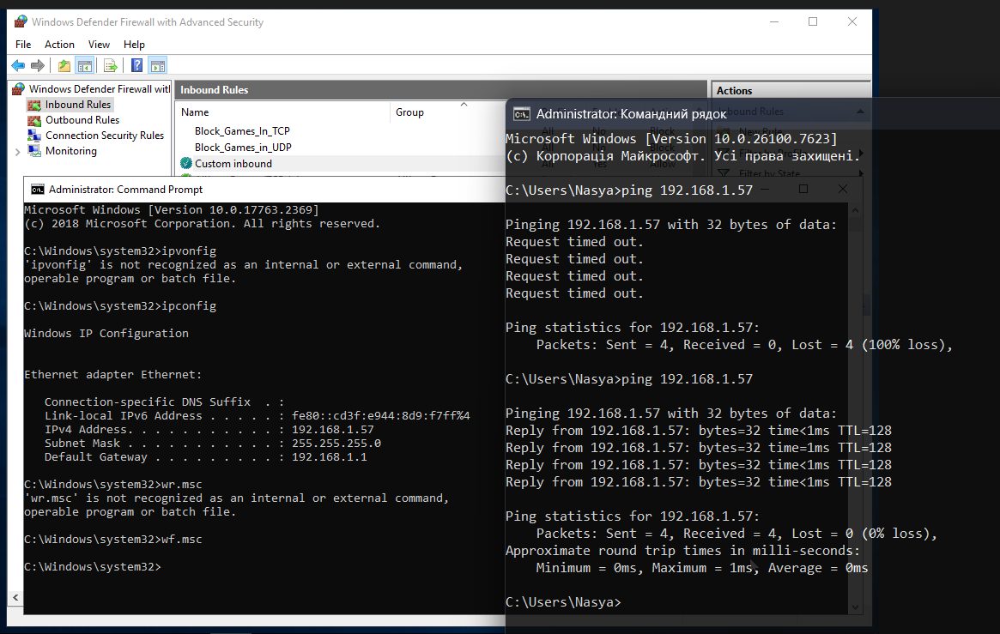 Windows Defender Firewall with Advanced Security
File Action View Help
Windows Defender Firewall witl
Inbound Rules
Outbound Rules
Connection Security Rules
Monitoring
Inbound Rules
Name Group
Block_Games_In_TCP
Block_Games_in_UDP
Custom inbound
Actions
Inbound Rules
New Rule
Filter by State
All No Block
Yes Allow
Administrator: Command Prompt
Microsoft Windows [Version 10.0.17763.2369]
(c) 2018 Microsoft Corporation. All rights reserved.
C:\Windows\system32>ipvonfig
'ipvonfig' is not recognized as an internal or external command,
operable program or batch file.
C:\Windows\system32>ipconfig
Windows IP Configuration
Ethernet adapter Ethernet:
Connection-specific DNS Suffix . :
Link-local IPv6 Address . . . . . : fe80::cd3f:e944:8d9:f7ff%4
IPv4 Address. . . . . . . . . . . : 192.168.1.57
Subnet Mask . . . . . . . . . . . : 255.255.255.0
Default Gateway . . . . . . . . . : 192.168.1.1
C:\Windows\system32>wr.msc
'wr.msc' is not recognized as an internal or external command,
operable program or batch file.
C:\Windows\system32>wf.msc
C:\Windows\system32>
Administrator: Командний рядок
Microsoft Windows [Version 10.0.26100.7623]
(c) Корпорація Майкрософт. Усі права захищені.
C:\Users\Nasya>ping 192.168.1.57
Pinging 192.168.1.57 with 32 bytes of data:
Request timed out.
Request timed out.
Request timed out.
Request timed out.
Ping statistics for 192.168.1.57:
Packets: Sent = 4, Received = 0, Lost = 4 (100% loss),
C:\Users\Nasya>ping 192.168.1.57
Pinging 192.168.1.57 with 32 bytes of data:
Reply from 192.168.1.57: bytes=32 time<1ms TTL=128
Reply from 192.168.1.57: bytes=32 time=1ms TTL=128
Reply from 192.168.1.57: bytes=32 time<1ms TTL=128
Reply from 192.168.1.57: bytes=32 time<1ms TTL=128
Ping statistics for 192.168.1.57:
Packets: Sent = 4, Received = 4, Lost = 0 (0% loss),
Approximate round trip times in milli-seconds:
Minimum = 0ms, Maximum = 1ms, Average = 0ms
C:\Users\Nasya>